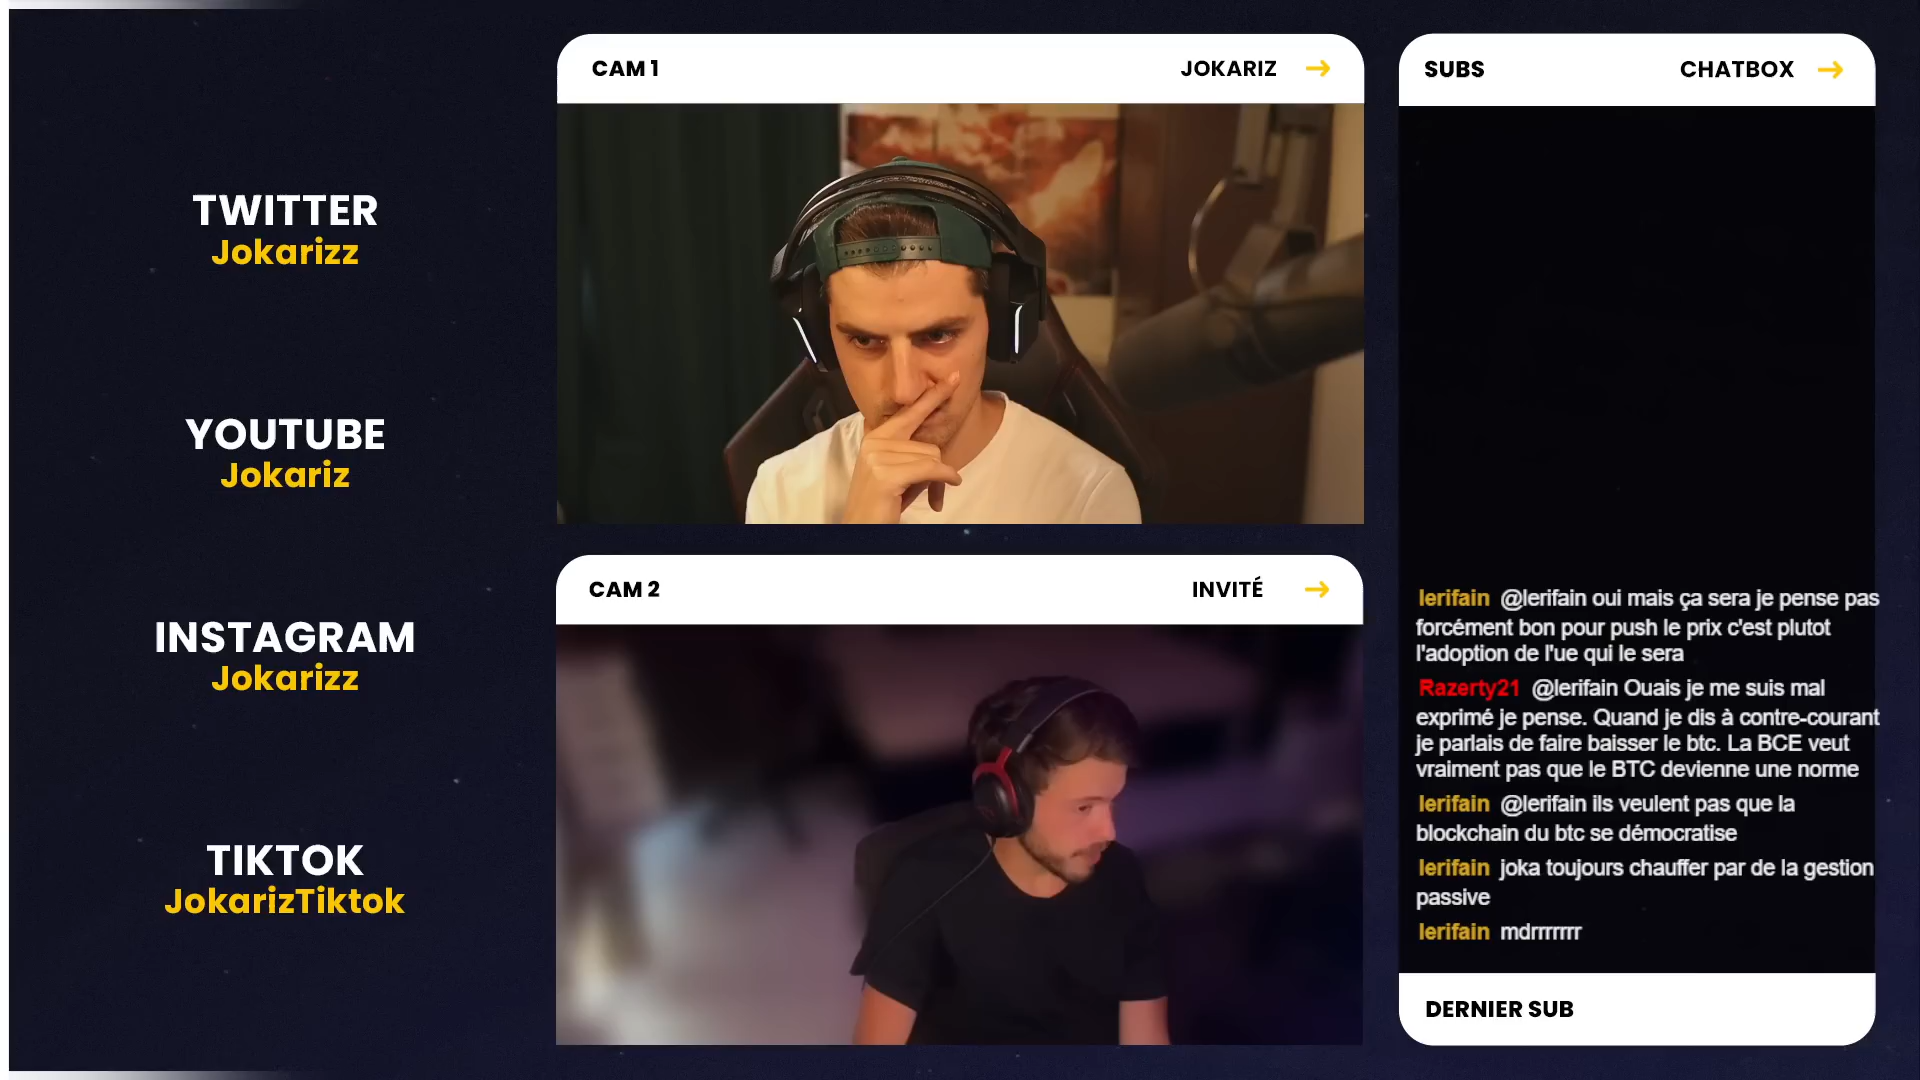 TWITTER
Jokarizz
YOUTUBE
Jokariz
INSTAGRAM
Jokarizz
TIKTOK
JokarizTiktok
CAM 1
JOKARIZ
CAM 2
INVITÉ
SUBS
CHATBOX
lerifain @lerifain oui mais ça sera je pense pas
forcément bon pour push le prix c'est plutot
l'adoption de l'ue qui le sera
Razerty21 @lerifain Ouais je me suis mal
exprimé je pense. Quand je dis à contre-courant
je parlais de faire baisser le btc. La BCE veut
vraiment pas que le BTC devienne une norme
lerifain @lerifain ils veulent pas que la
blockchain du btc se démocratise
lerifain joka toujours chauffer par de la gestion
passive
lerifain mdrrrrrrr
DERNIER SUB